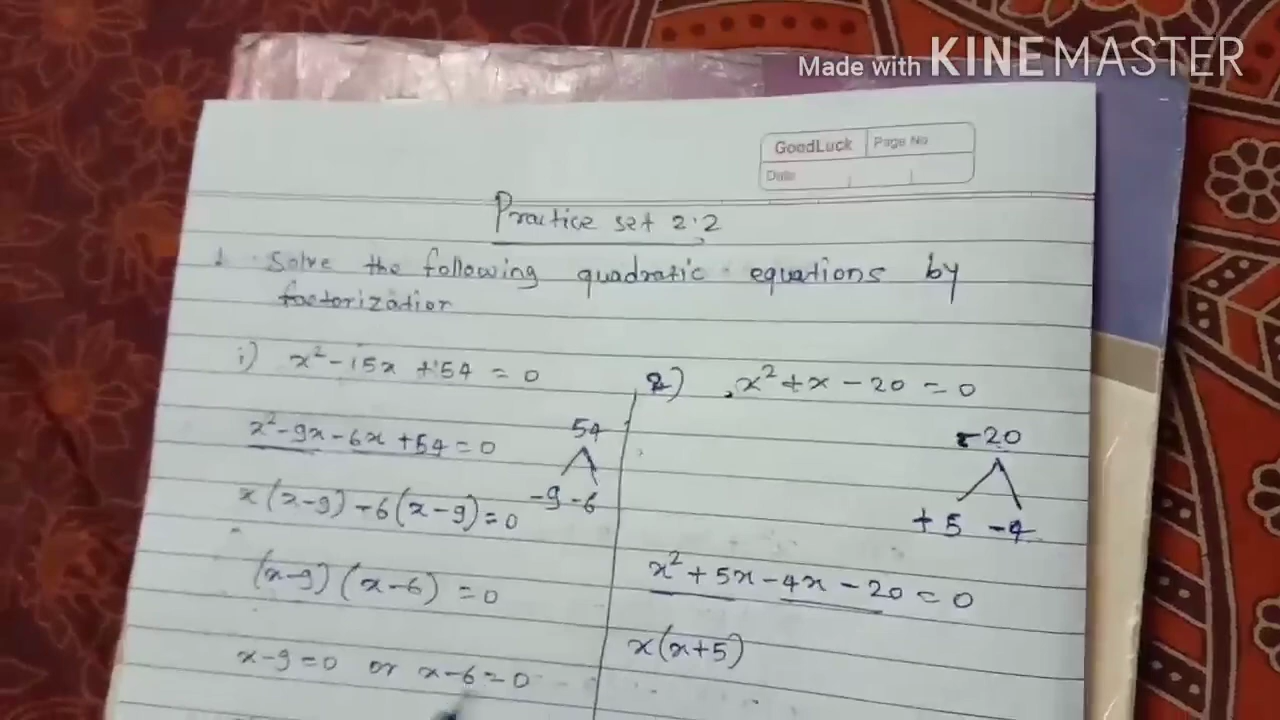 Made with KINEMASTER
GoodLuck Page No
Date
Practice set 2.2
1. Solve the following quadratic equations by
factorization
i) x² - 15x + 54 = 0
x² - 9x - 6x + 54 = 0
54
-9 -6
x(x-9) - 6(x-9) = 0
(x-9) (x-6) = 0
x-9=0 or x-6=0
2) x² + x - 20 = 0
-20
+5 -4
x² + 5x - 4x - 20 = 0
x(x+5)